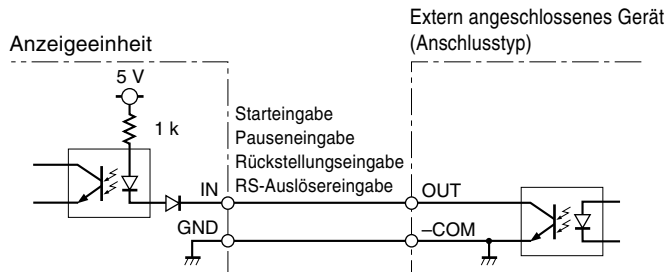 Extern angeschlossenes Gerät
(Anschlusstyp)
Anzeigeeinheit
5 V
1 k
Starteingabe
Pauseneingabe
Rückstellungseingabe
RS-Auslösereingabe
IN
OUT
GND
–COM